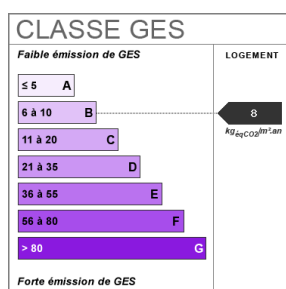 CLASSE GES
Faible émission de GES
LOGEMENT
≤ 5 A
6 à 10 B
8
kgéqCO2/m².an
11 à 20 C
21 à 35 D
36 à 55 E
56 à 80 F
> 80 G
Forte émission de GES